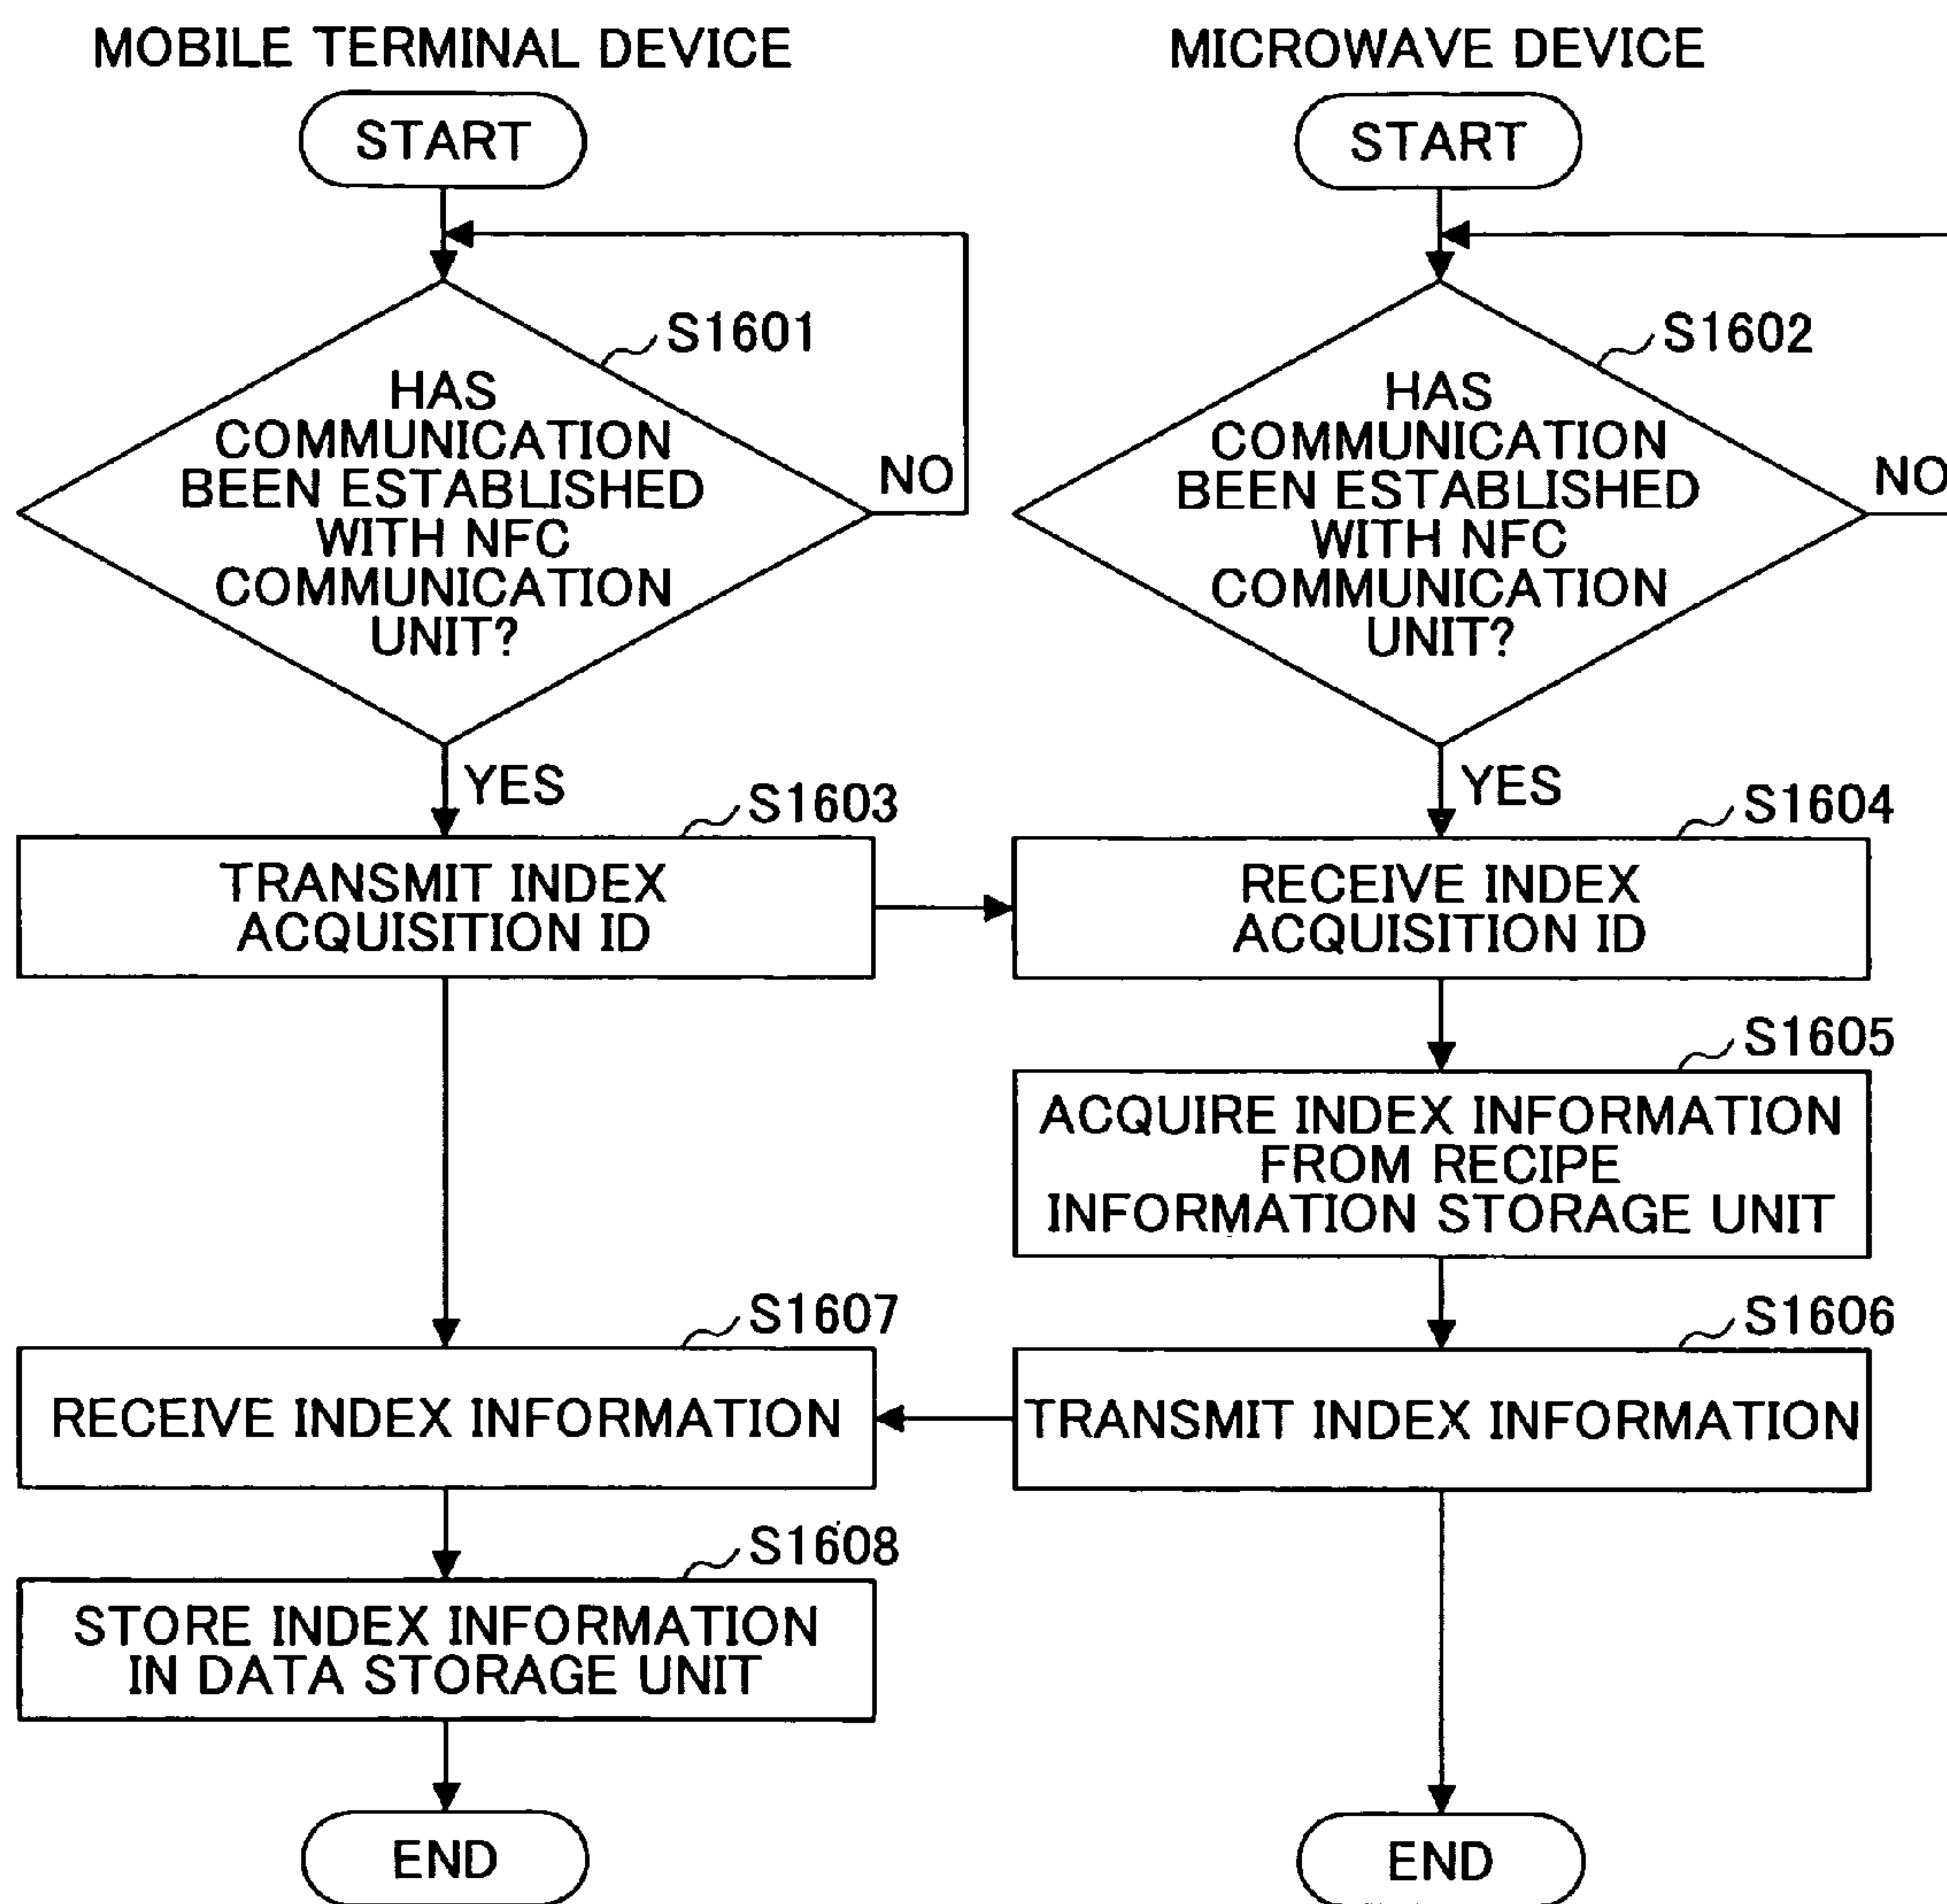 MOBILE TERMINAL DEVICE
START
S1601
HAS
COMMUNICATION
BEEN ESTABLISHED
WITH NFC
COMMUNICATION
UNIT?
NO
YES
S1603
TRANSMIT INDEX
ACQUISITION ID
S1607
RECEIVE INDEX INFORMATION
S1608
STORE INDEX INFORMATION
IN DATA STORAGE UNIT
END
MICROWAVE DEVICE
START
S1602
HAS
COMMUNICATION
BEEN ESTABLISHED
WITH NFC
COMMUNICATION
UNIT?
NO
YES
S1604
RECEIVE INDEX
ACQUISITION ID
S1605
ACQUIRE INDEX INFORMATION
FROM RECIPE
INFORMATION STORAGE UNIT
S1606
TRANSMIT INDEX INFORMATION
END